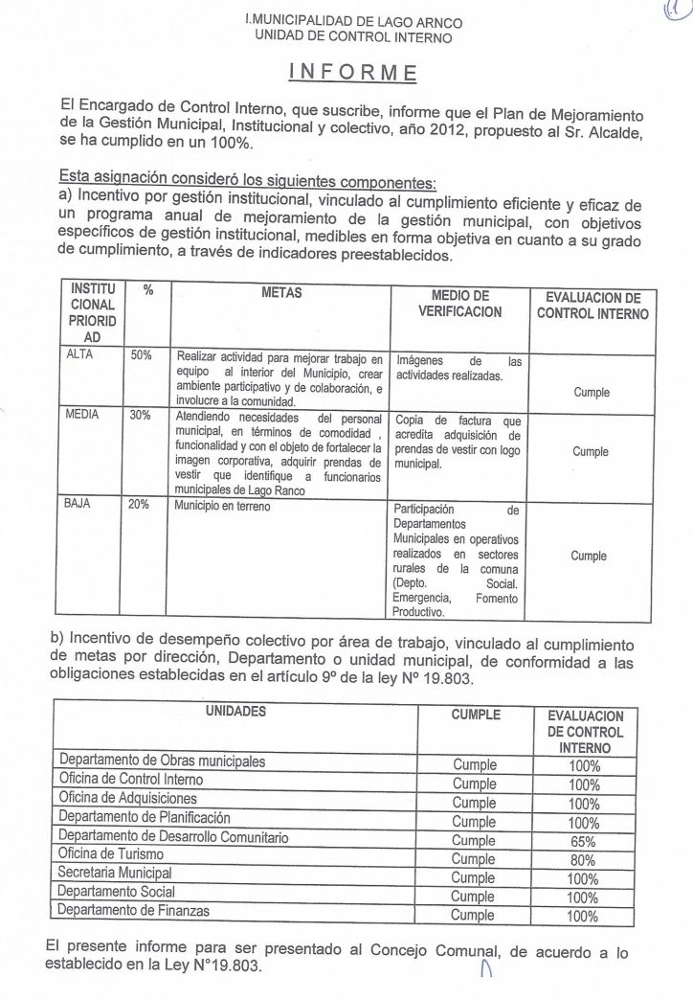 1
I.MUNICIPALIDAD DE LAGO ARNCO
UNIDAD DE CONTROL INTERNO
INFORME
El Encargado de Control Interno, que suscribe, informe que el Plan de Mejoramiento
de la Gestión Municipal, Institucional y colectivo, año 2012, propuesto al Sr. Alcalde,
se ha cumplido en un 100%.
Esta asignación consideró los siguientes componentes:
a) Incentivo por gestión institucional, vinculado al cumplimiento eficiente y eficaz de
un programa anual de mejoramiento de la gestión municipal, con objetivos
específicos de gestión institucional, medibles en forma objetiva en cuanto a su grado
de cumplimiento, a través de indicadores preestablecidos.
INSTITU
CIONAL
PRIORID
AD
%
METAS
MEDIO DE
VERIFICACION
EVALUACION DE
CONTROL INTERNO
ALTA
50%
Realizar actividad para mejorar trabajo en
equipo al interior del Municipio, crear
ambiente participativo y de colaboración, e
involucre a la comunidad.
Imágenes de las
actividades realizadas.
Cumple
MEDIA
30%
Atendiendo necesidades del personal
municipal, en términos de comodidad ,
funcionalidad y con el objeto de fortalecer la
imagen corporativa, adquirir prendas de
vestir que identifique a funcionarios
municipales de Lago Ranco
Copia de factura que
acredita adquisición de
prendas de vestir con logo
municipal.
Cumple
BAJA
20%
Municipio en terreno
Participación de
Departamentos
Municipales en operativos
realizados en sectores
rurales de la comuna
(Depto. Social.
Emergencia, Fomento
Productivo.
Cumple
b) Incentivo de desempeño colectivo por área de trabajo, vinculado al cumplimiento
de metas por dirección, Departamento o unidad municipal, de conformidad a las
obligaciones establecidas en el artículo 9º de la ley Nº 19.803.
UNIDADES
CUMPLE
EVALUACION
DE CONTROL
INTERNO
Departamento de Obras municipales Cumple 100%
Oficina de Control Interno Cumple 100%
Oficina de Adquisiciones Cumple 100%
Departamento de Planificación Cumple 100%
Departamento de Desarrollo Comunitario Cumple 65%
Oficina de Turismo Cumple 80%
Secretaria Municipal Cumple 100%
Departamento Social Cumple 100%
Departamento de Finanzas Cumple 100%
El presente informe para ser presentado al Concejo Comunal, de acuerdo a lo
establecido en la Ley N°19.803.